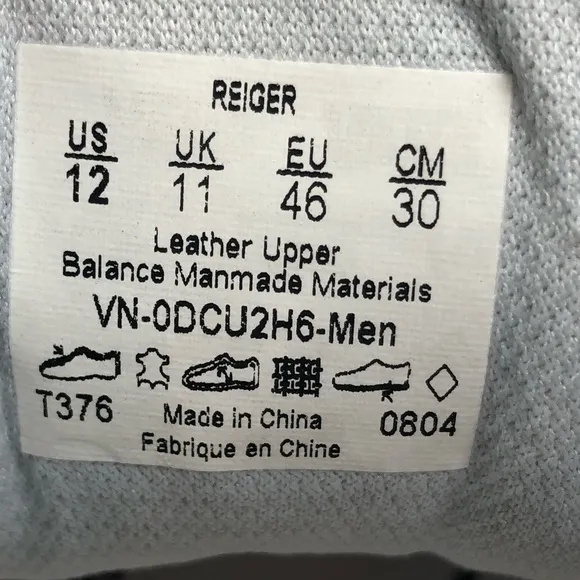 REIGER
US UK EU CM
12 11 46 30
Leather Upper
Balance Manmade Materials
VN-0DCU2H6-Men
T376 Made in China 0804
Fabrique en Chine